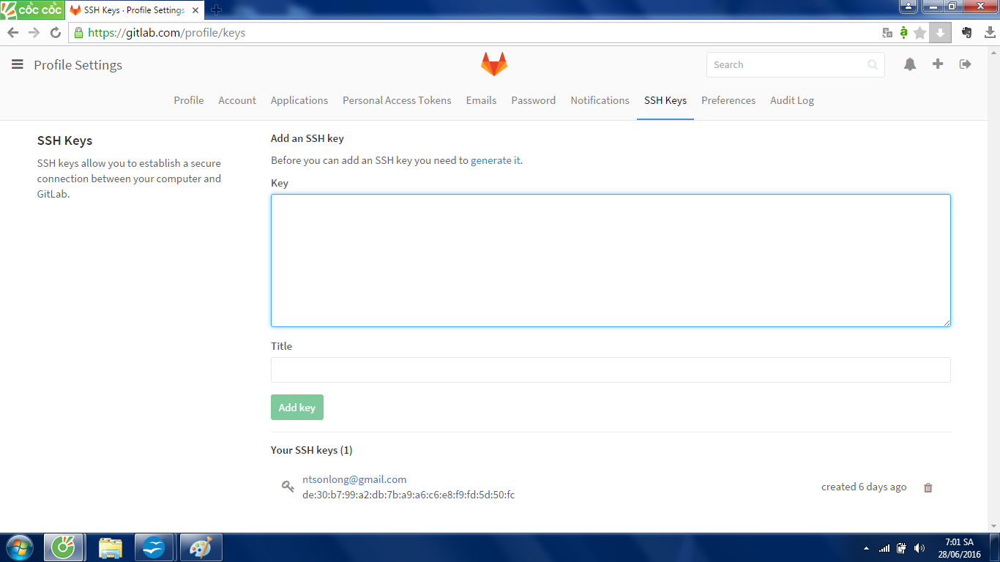 cốc cốc
SSH Keys · Profile Settings
https://gitlab.com/profile/keys
Profile Settings
Search
Profile Account Applications Personal Access Tokens Emails Password Notifications SSH Keys Preferences Audit Log
SSH Keys
SSH keys allow you to establish a secure
connection between your computer and
GitLab.
Add an SSH key
Before you can add an SSH key you need to generate it.
Key
Title
Add key
Your SSH keys (1)
ntsonlong@gmail.com
de:30:b7:99:a2:db:7b:a9:a6:c6:e8:f9:fd:5d:50:fc
created 6 days ago
7:01 SA
28/06/2016